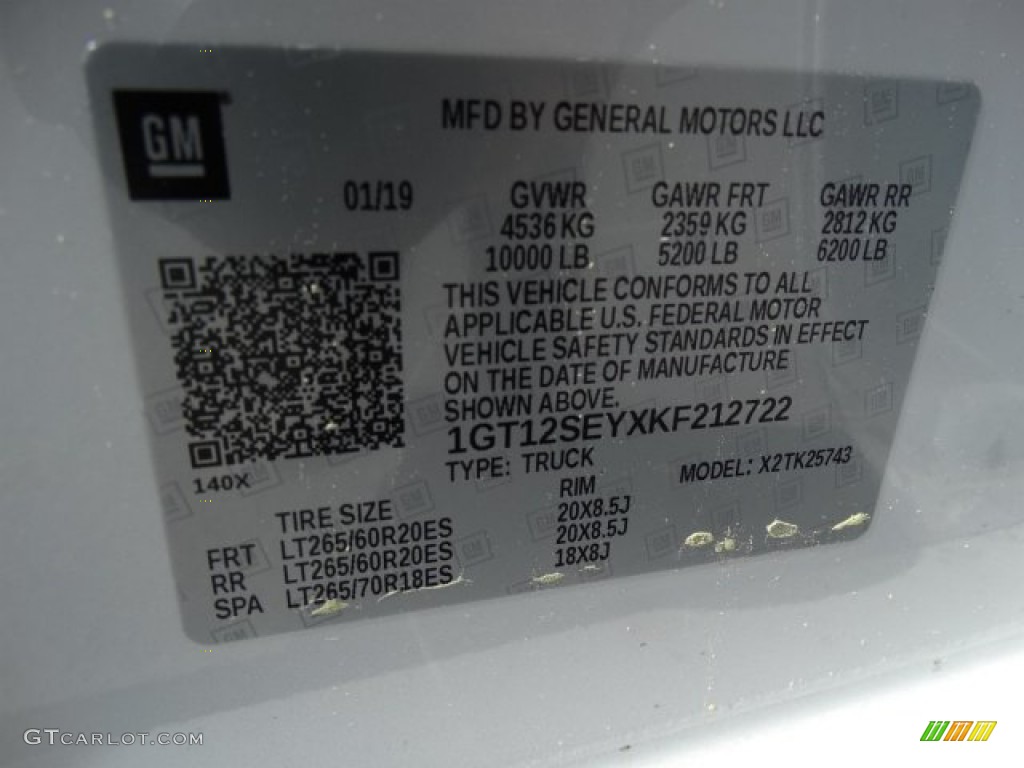 GM
MFD BY GENERAL MOTORS LLC
01/19 GVWR GAWR FRT GAWR RR
4536 KG 2359 KG 2812 KG
10000 LB 5200 LB 6200 LB
THIS VEHICLE CONFORMS TO ALL
APPLICABLE U.S. FEDERAL MOTOR
VEHICLE SAFETY STANDARDS IN EFFECT
ON THE DATE OF MANUFACTURE
SHOWN ABOVE.
1GT12SEYXKF212722
TYPE: TRUCK MODEL: X2TK25743
140X
TIRE SIZE RIM
FRT LT265/60R20ES 20X8.5J
RR LT265/60R20ES 20X8.5J
SPA LT265/70R18ES 18X8J
GTCARLOT.COM